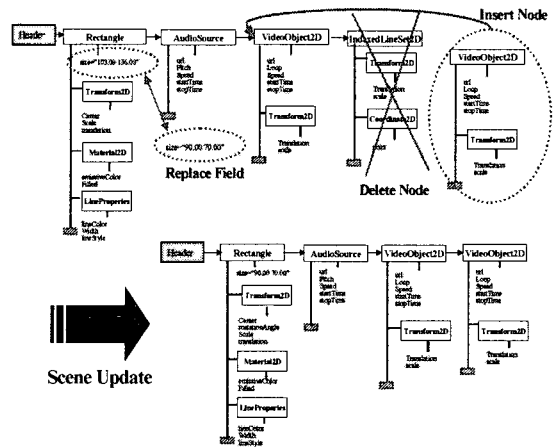 Insert Node
Header
Rectangle
AudioSource
VideoObject2D
IndexedLineSet2D
VideoObject2D
size="103.00 136.00"
url
Pitch
Speed
startTime
stopTime
url
Loop
Speed
startTime
stopTime
Transform2D
Translation
scale
url
Loop
Speed
startTime
stopTime
Transform2D
Center
Scale
translation
size="90.00 70.00"
Transform2D
Translation
scale
Coordinate2D
Transform2D
Translation
scale
Material2D
emissiveColor
Filled
Replace Field
Delete Node
LineProperties
lineColor
Width
lineStyle
Header
Rectangle
AudioSource
VideoObject2D
VideoObject2D
size="90.00 70.00"
url
Pitch
Speed
startTime
stopTime
url
Loop
Speed
startTime
stopTime
url
Loop
Speed
startTime
stopTime
Transform2D
Center
rotationAngle
Scale
translation
Transform2D
Translation
scale
Transform2D
Translation
scale
Material2D
emissiveColor
Filled
Scene Update
LineProperties
lineColor
Width
lineStyle